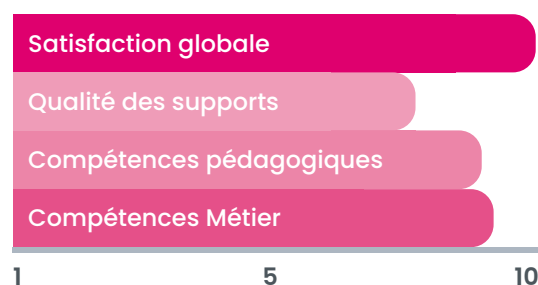 Satisfaction globale
Qualité des supports
Compétences pédagogiques
Compétences Métier
1 5 10